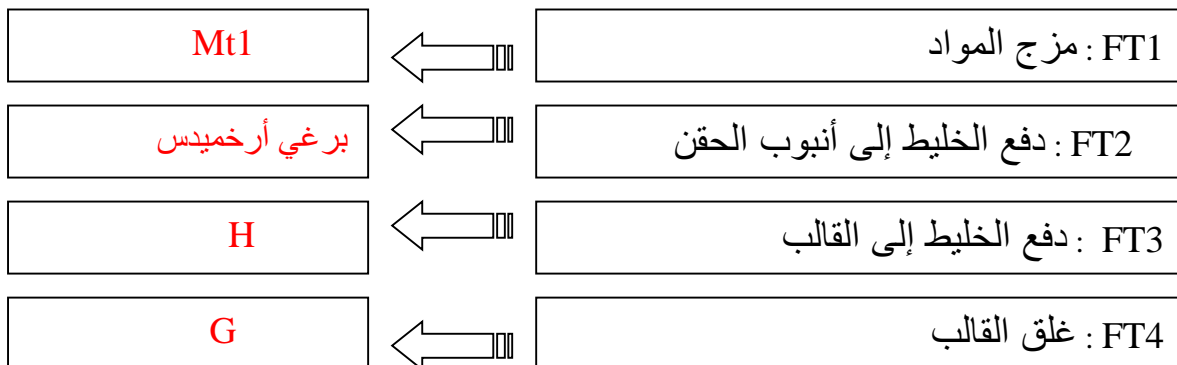 FT1 : مزج المواد
Mt1
FT2 : دفع الخليط إلى أنبوب الحقن
برغي أرخميدس
FT3 : دفع الخليط إلى القالب
H
FT4 : غلق القالب
G